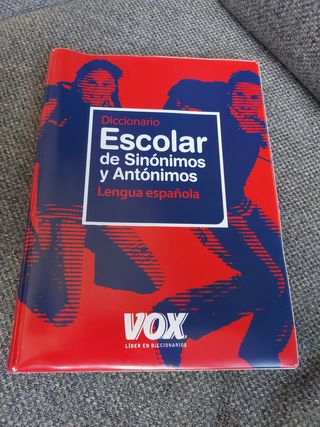 Diccionario
Escolar
de Sinónimos
y Antónimos
Lengua española
VOX
LÍDER EN DICCIONARIOS